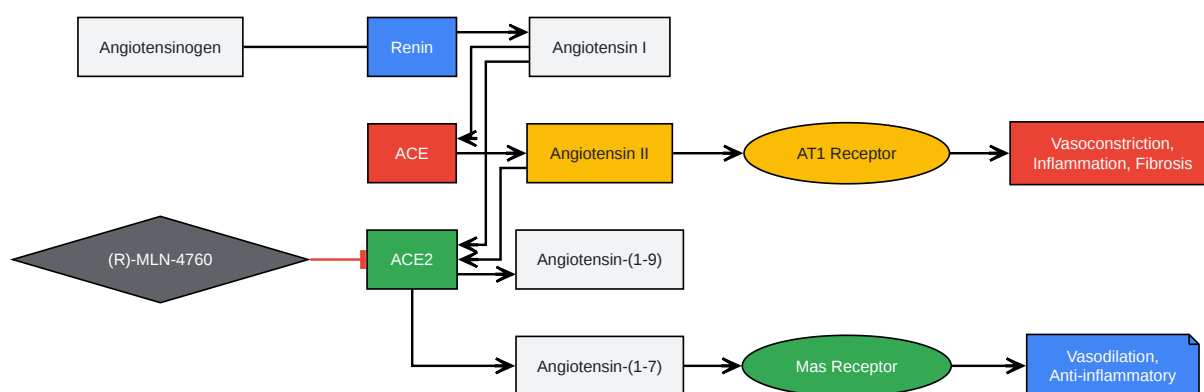 Angiotensinogen
Renin
Angiotensin I
ACE
Angiotensin II
AT1 Receptor
Vasoconstriction,
Inflammation, Fibrosis
(R)-MLN-4760
ACE2
Angiotensin-(1-9)
Angiotensin-(1-7)
Mas Receptor
Vasodilation,
Anti-inflammatory